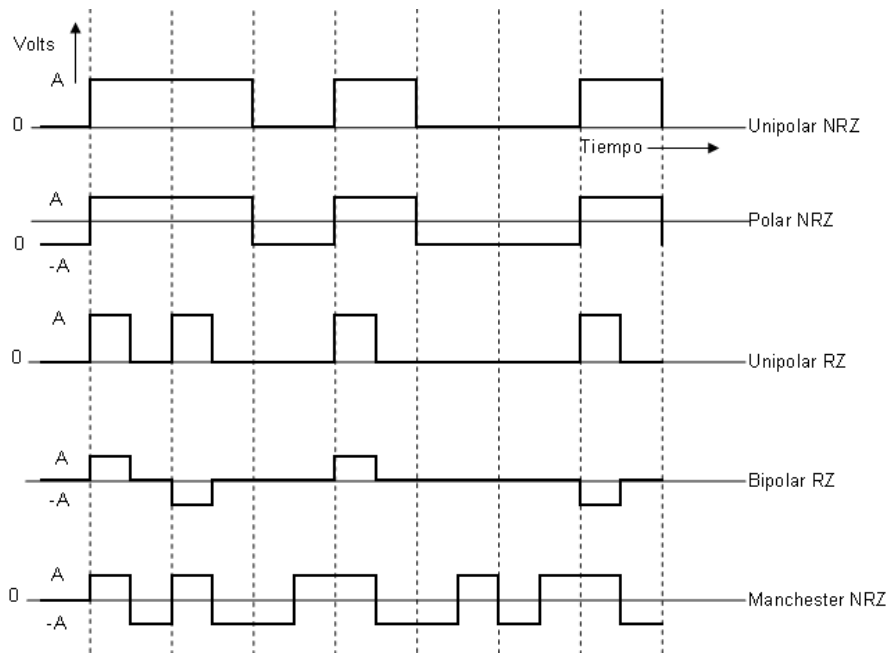 Volts
A
0
Unipolar NRZ
Tiempo
A
0
Polar NRZ
-A
A
0
Unipolar RZ
A
-A
Bipolar RZ
A
0
Manchester NRZ
-A